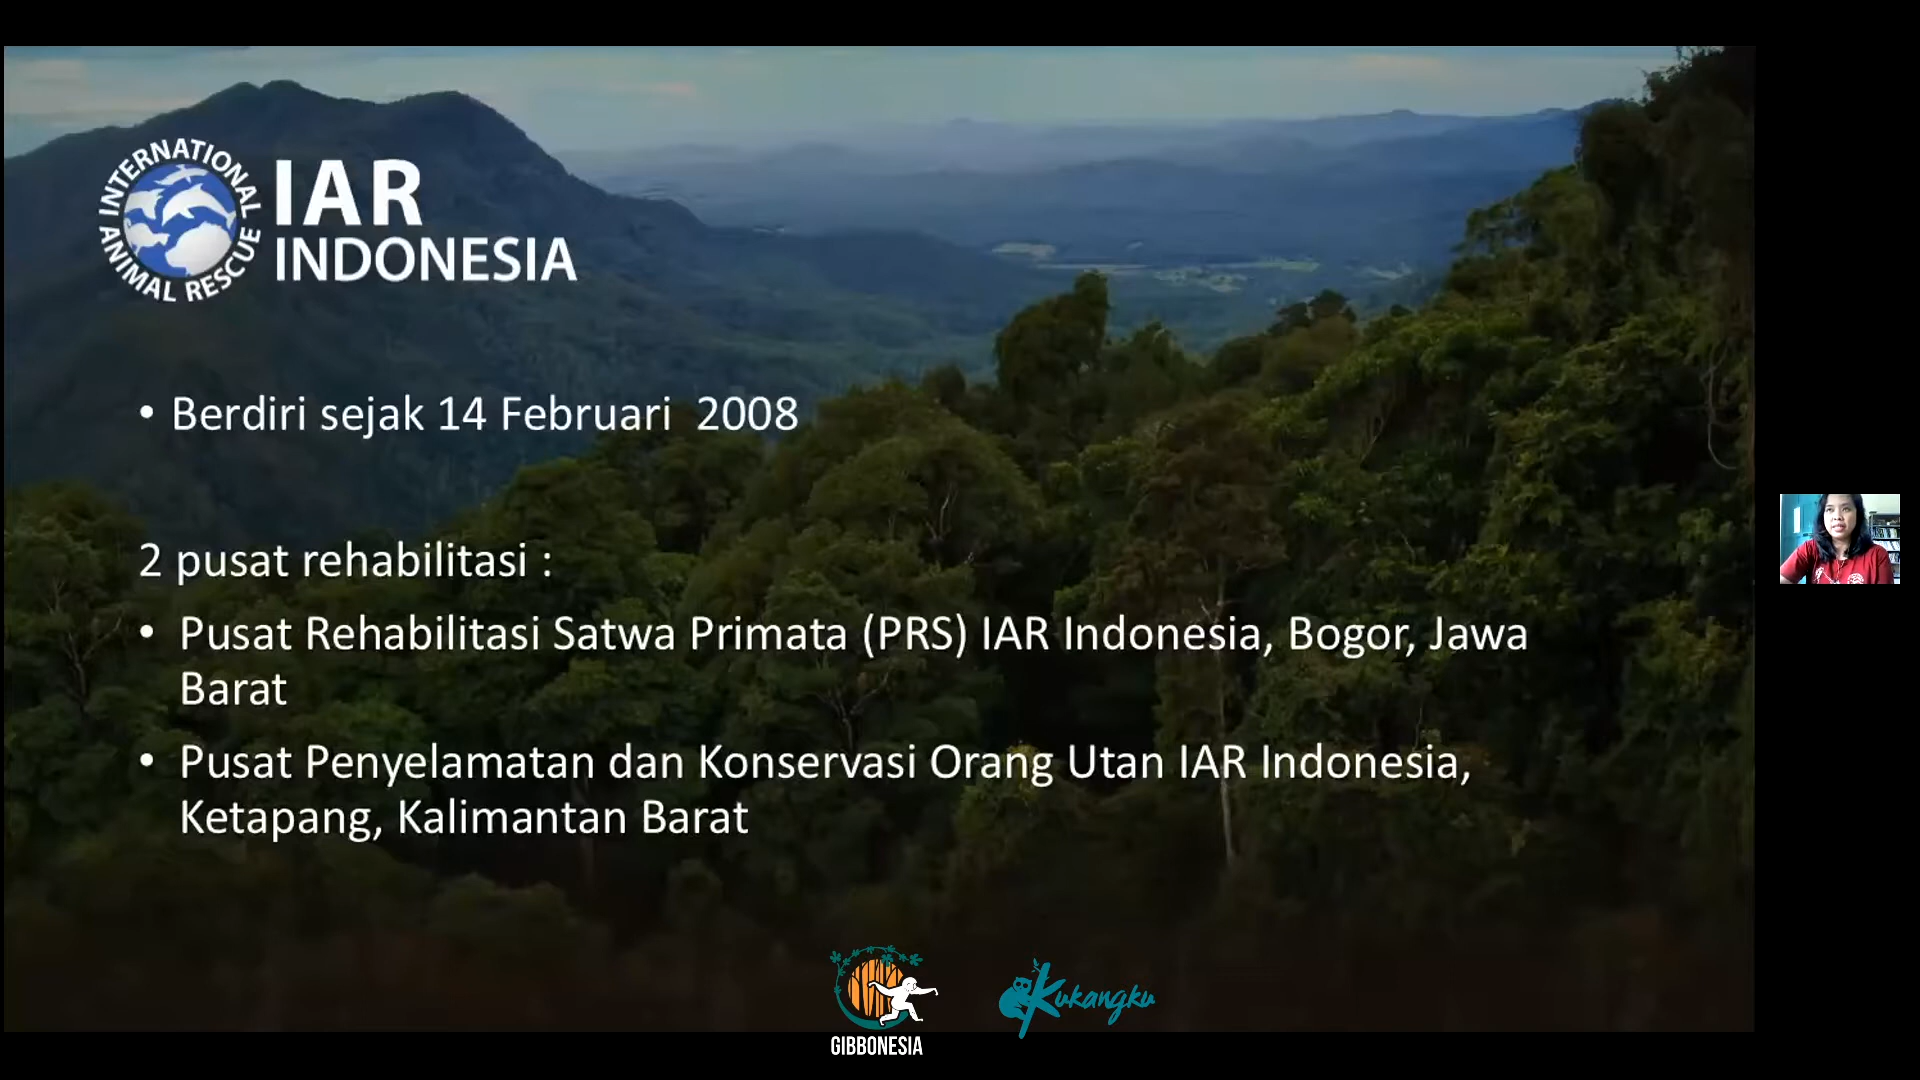 INTERNATIONAL
ANIMAL RESCUE
IAR
INDONESIA
• Berdiri sejak 14 Februari 2008
2 pusat rehabilitasi :
• Pusat Rehabilitasi Satwa Primata (PRS) IAR Indonesia, Bogor, Jawa
Barat
• Pusat Penyelamatan dan Konservasi Orang Utan IAR Indonesia,
Ketapang, Kalimantan Barat
GIBBONESIA
Kukangku